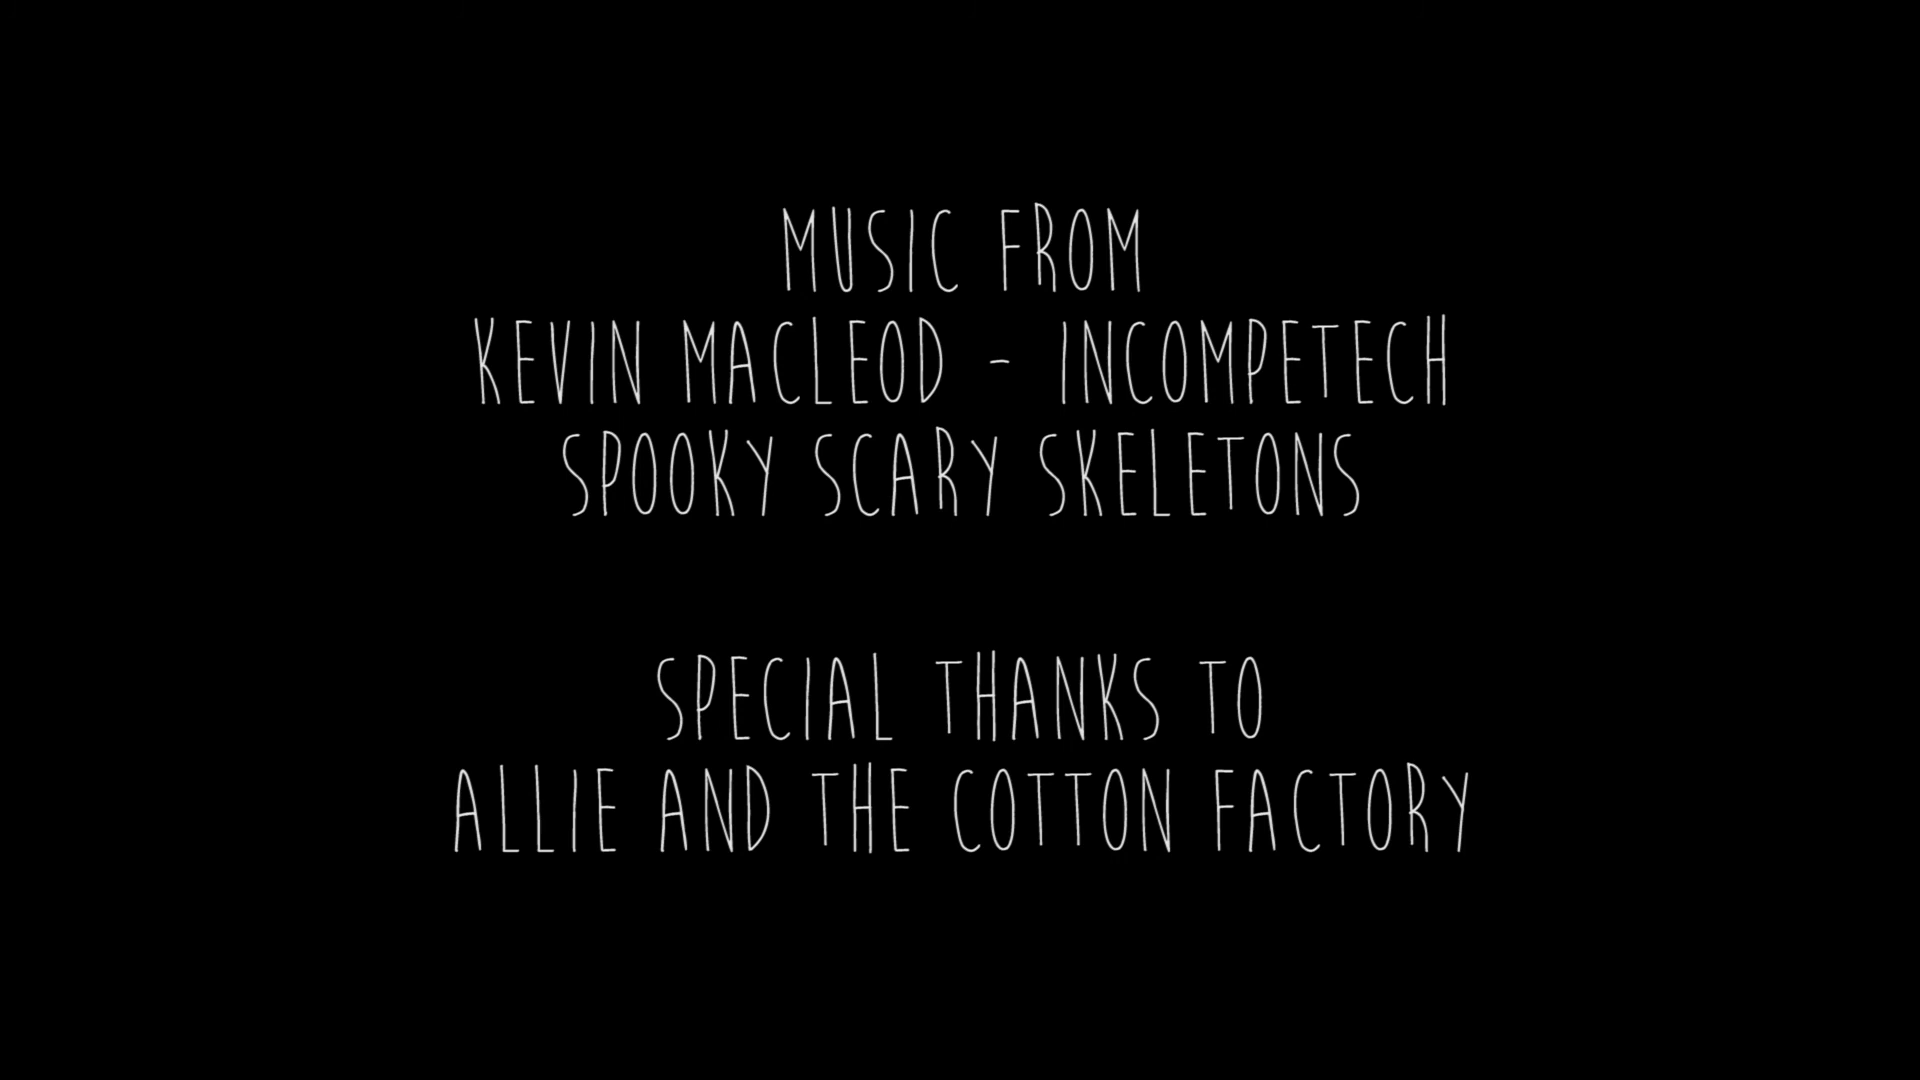 MUSIC FROM
KEVIN MACLEOD - INCOMPETECH
SPOOKY SCARY SKELETONS
SPECIAL THANKS TO
ALLIE AND THE COTTON FACTORY